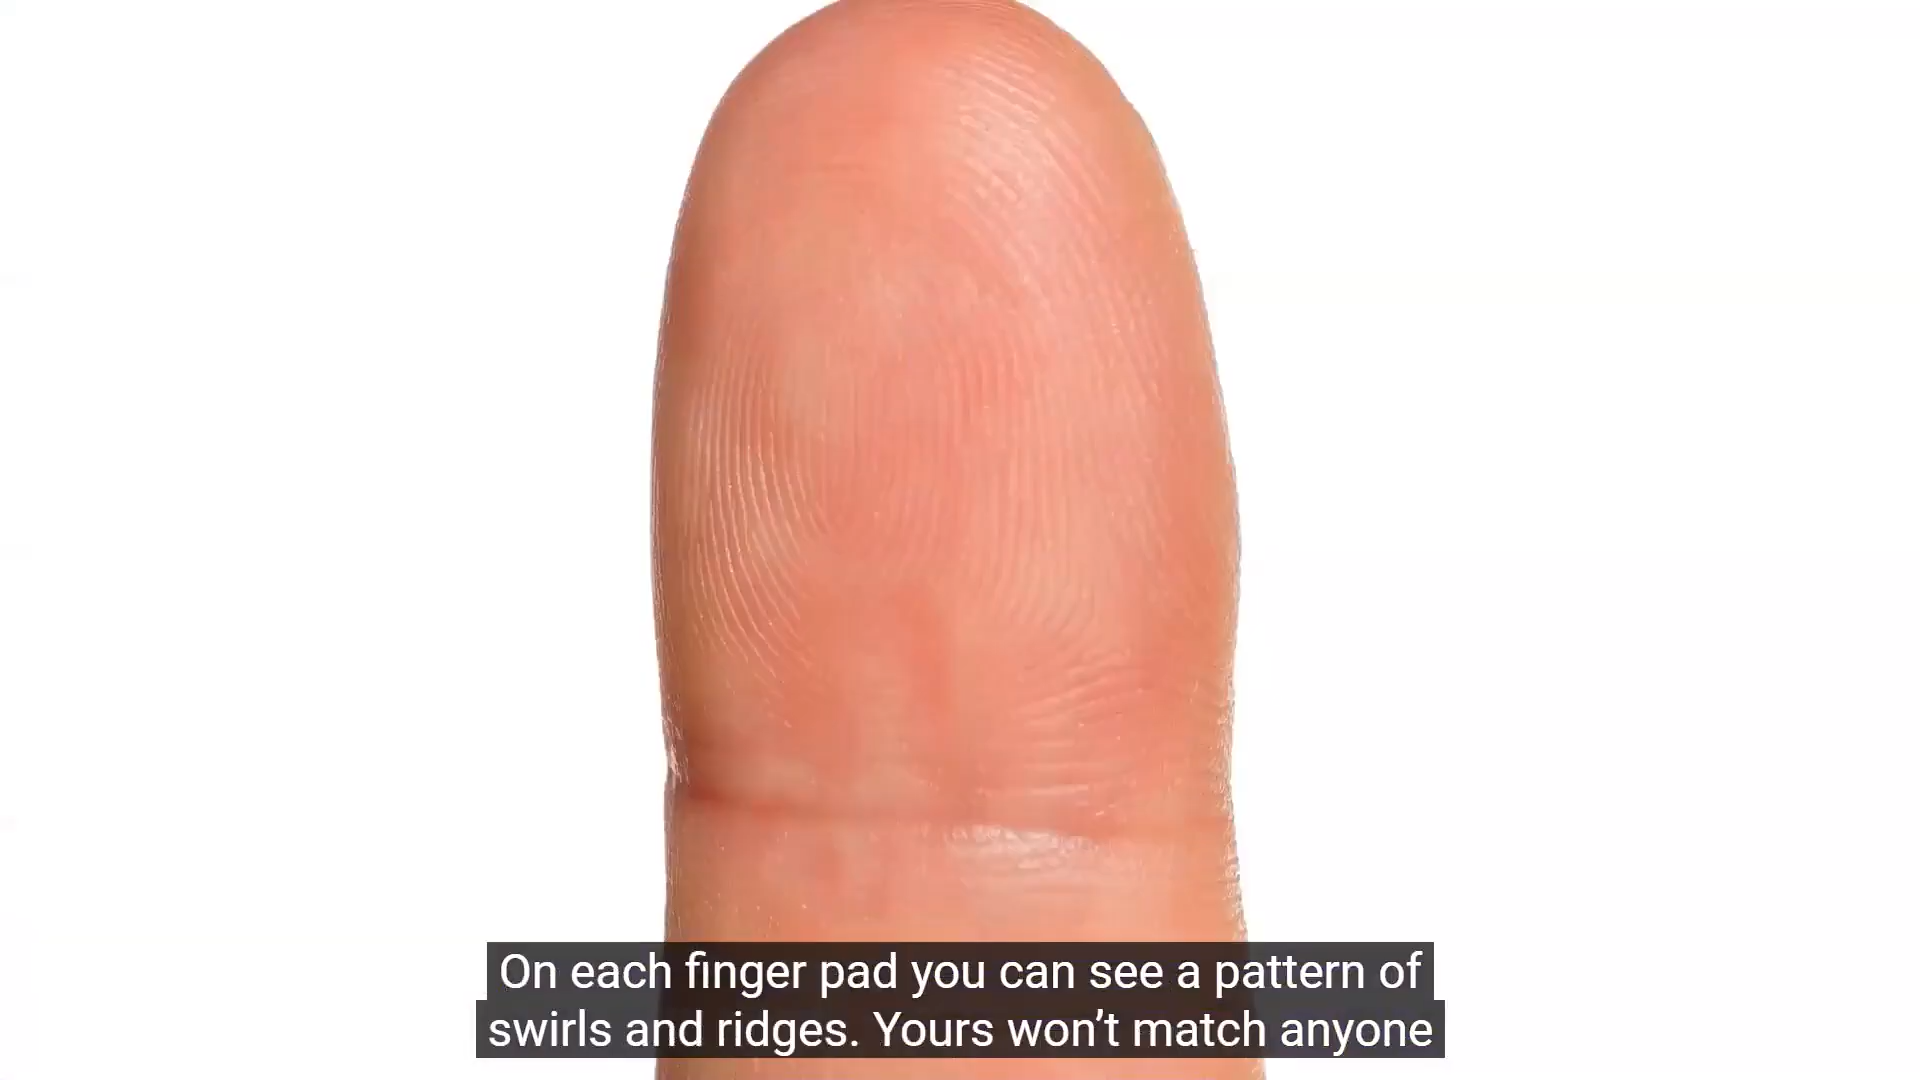 On each finger pad you can see a pattern of
swirls and ridges. Yours won’t match anyone